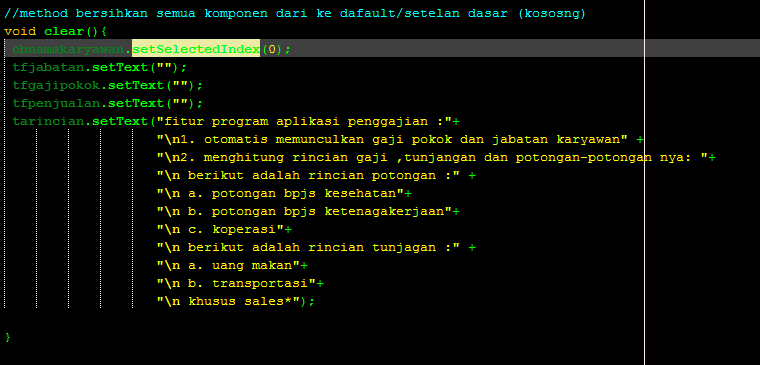 //method bersihkan semua komponen dari ke dafault/setelan dasar (kososng)
void clear(){
cbnamakaryawan.setSelectedIndex(0);
tfjabatan.setText("");
tfgajipokok.setText("");
tfpenjualan.setText("");
tarincian.setText("fitur program aplikasi penggajian :"+
"\n1. otomatis memunculkan gaji pokok dan jabatan karyawan" +
"\n2. menghitung rincian gaji ,tunjangan dan potongan-potongan nya: "+
"\n berikut adalah rincian potongan :" +
"\n a. potongan bpjs kesehatan"+
"\n b. potongan bpjs ketenagakerjaan"+
"\n c. koperasi"+
"\n berikut adalah rincian tunjagan :" +
"\n a. uang makan"+
"\n b. transportasi"+
"\n khusus sales*");
}